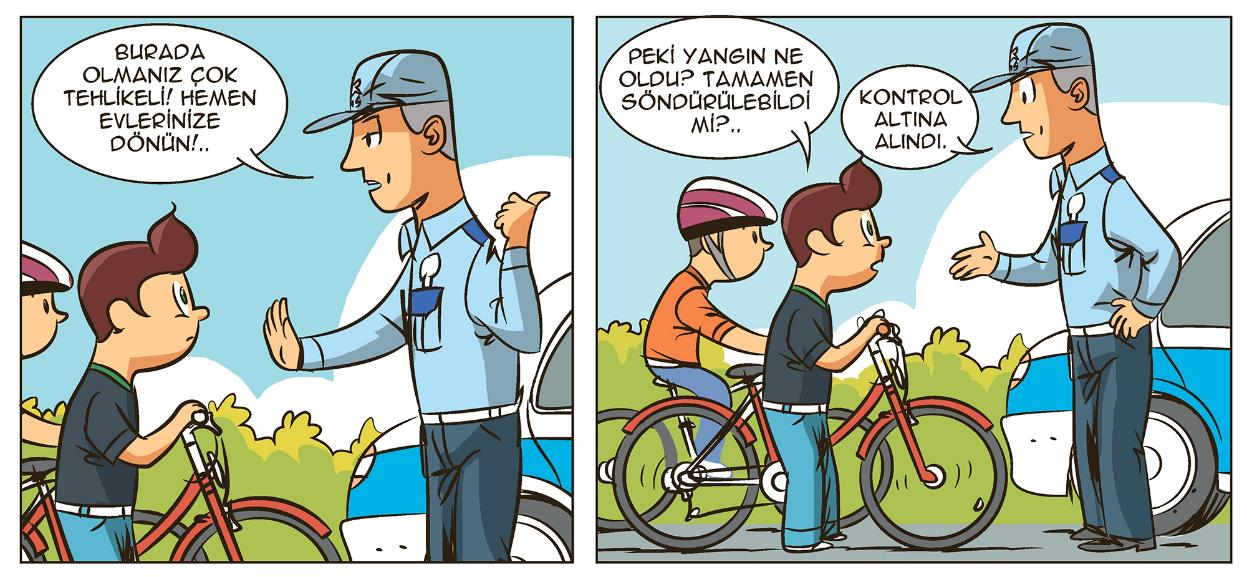 BURADA
OLMANIZ ÇOK
TEHLİKELİ! HEMEN
EVLERİNİZE
DÖNÜN!..
PEKİ YANGIN NE
OLDU? TAMAMEN
SÖNDÜRÜLEBİLDİ
Mİ?..
KONTROL
ALTINA
ALINDI.